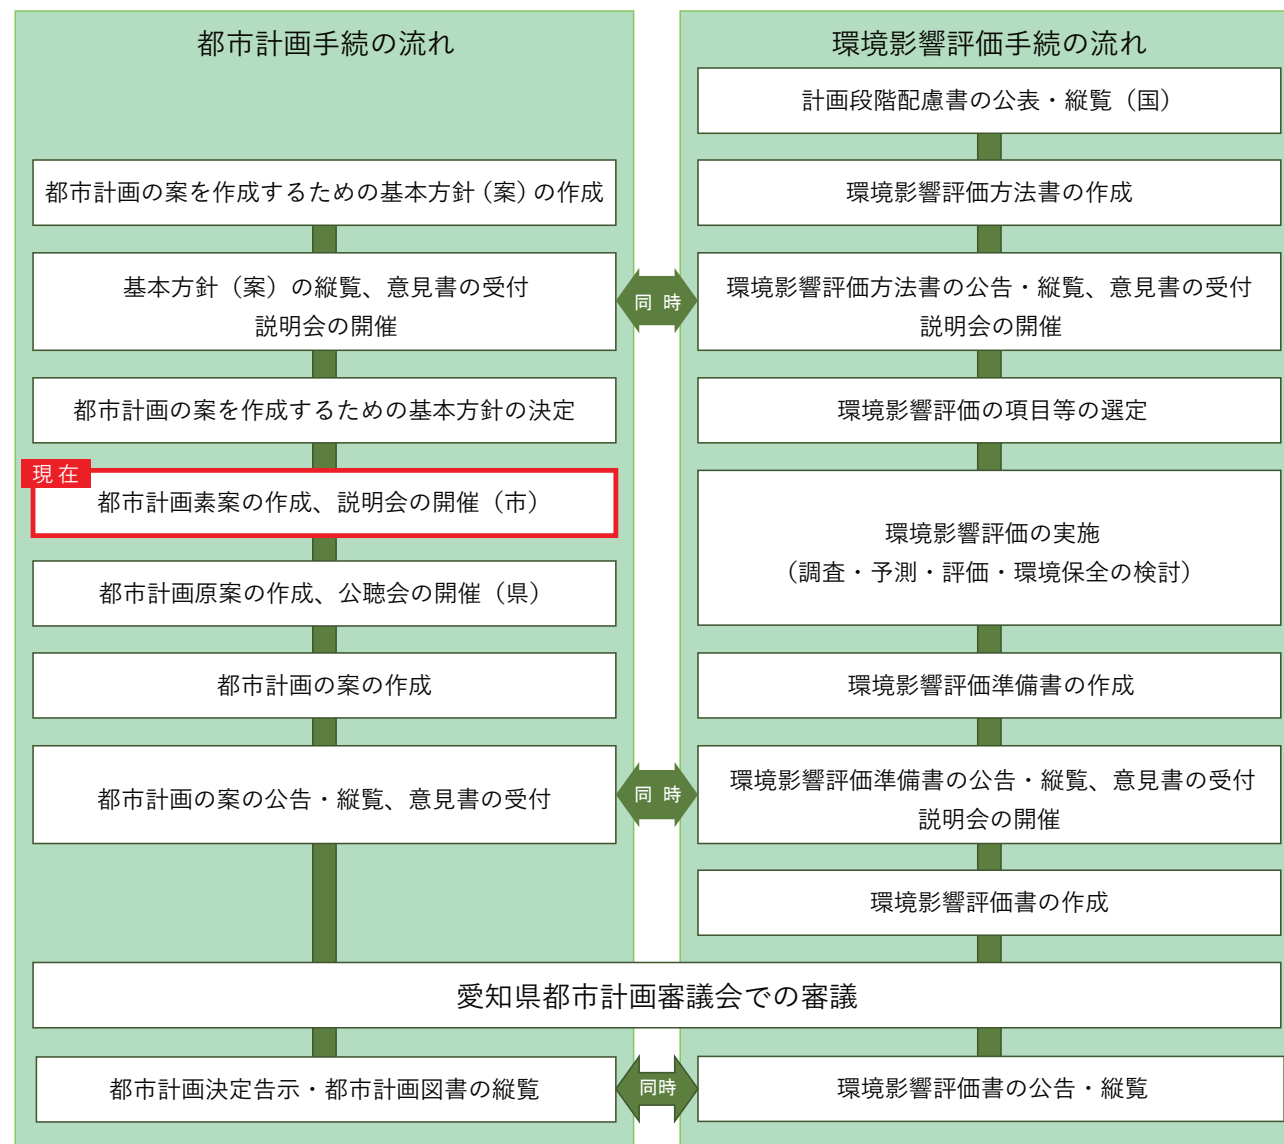 都市計画手続の流れ
都市計画の案を作成するための基本方針(案)の作成
基本方針(案)の縦覧、意見書の受付
説明会の開催
都市計画の案を作成するための基本方針の決定
現在
都市計画素案の作成、説明会の開催(市)
都市計画原案の作成、公聴会の開催(県)
都市計画の案の作成
都市計画の案の公告・縦覧、意見書の受付
環境影響評価手続の流れ
計画段階配慮書の公表・縦覧(国)
環境影響評価方法書の作成
同時
環境影響評価方法書の公告・縦覧、意見書の受付
説明会の開催
環境影響評価の項目等の選定
環境影響評価の実施
(調査・予測・評価・環境保全の検討)
環境影響評価準備書の作成
同時
環境影響評価準備書の公告・縦覧、意見書の受付
説明会の開催
環境影響評価書の作成
愛知県都市計画審議会での審議
都市計画決定告示・都市計画図書の縦覧
同時
環境影響評価書の公告・縦覧